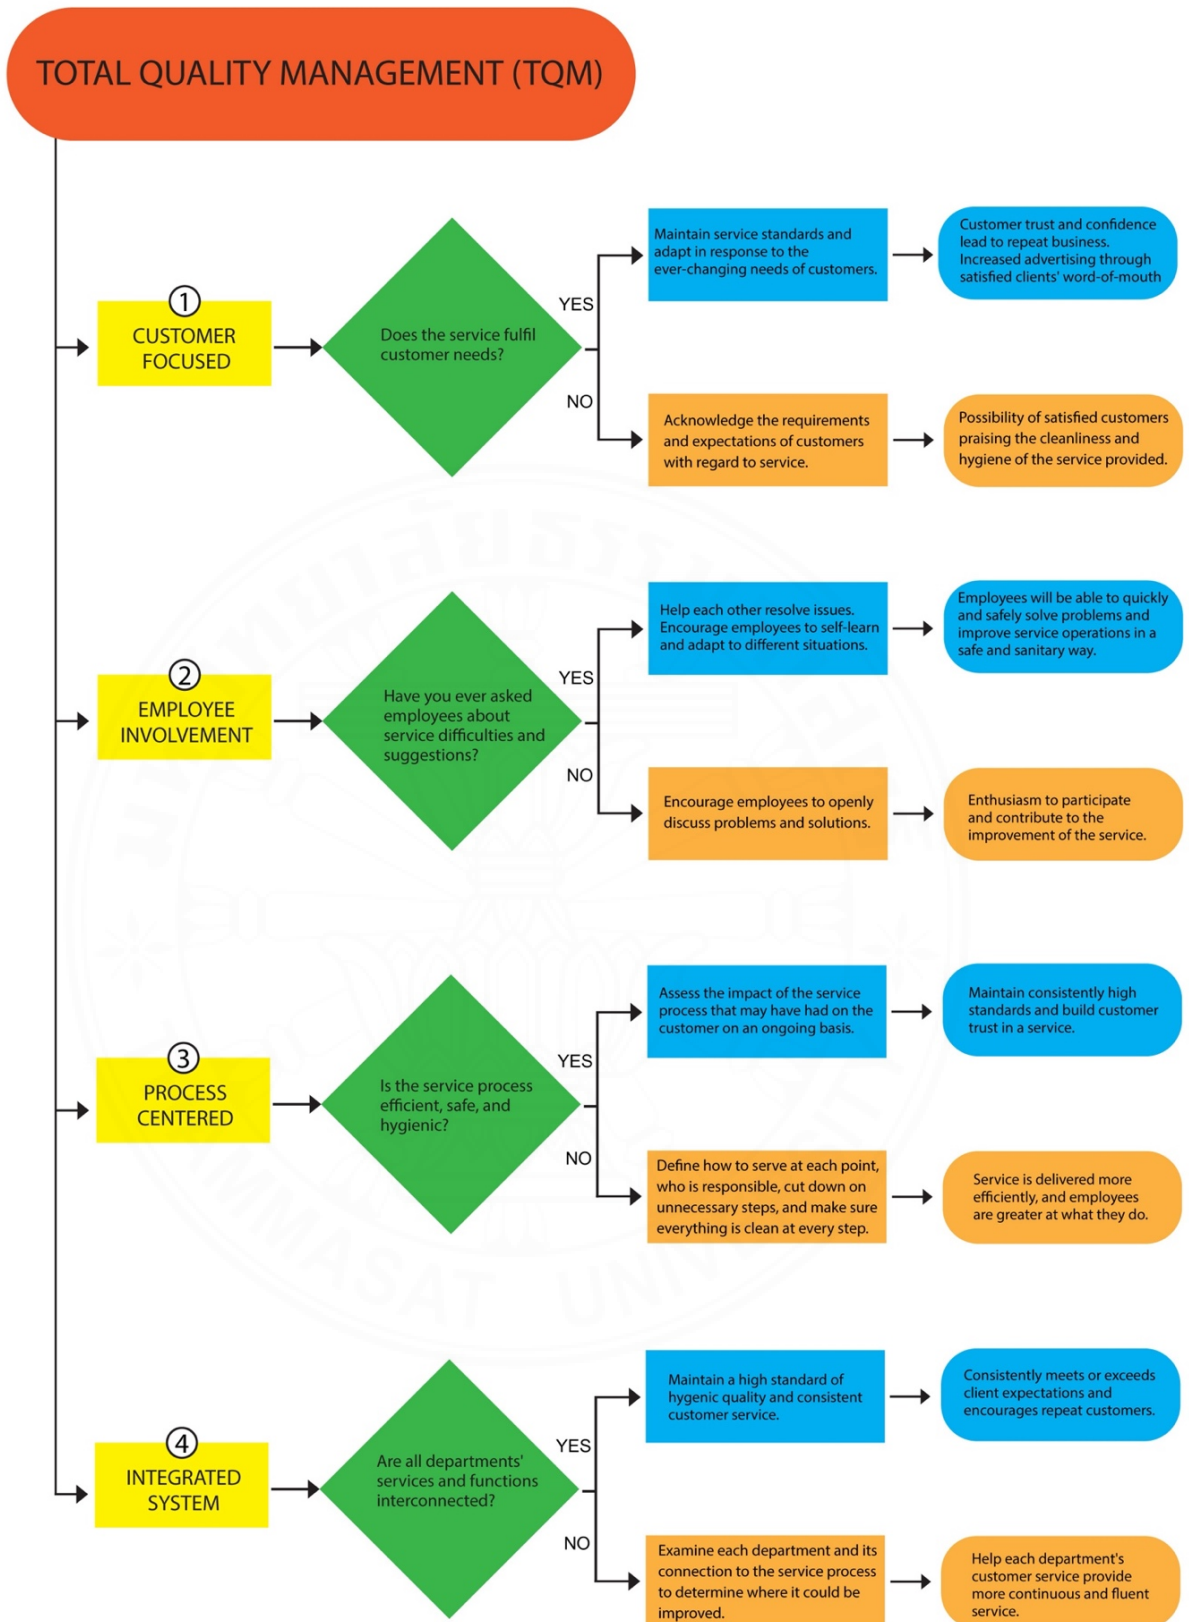 TOTAL QUALITY MANAGEMENT (TQM)
1
CUSTOMER
FOCUSED
Does the service fulfil
customer needs?
YES
Maintain service standards and
adapt in response to the
ever-changing needs of customers.
Customer trust and confidence
lead to repeat business.
Increased advertising through
satisfied clients' word-of-mouth
NO
Acknowledge the requirements
and expectations of customers
with regard to service.
Possibility of satisfied customers
praising the cleanliness and
hygiene of the service provided.
2
EMPLOYEE
INVOLVEMENT
Have you ever asked
employees about
service difficulties and
suggestions?
YES
Help each other resolve issues.
Encourage employees to self-learn
and adapt to different situations.
Employees will be able to quickly
and safely solve problems and
improve service operations in a
safe and sanitary way.
NO
Encourage employees to openly
discuss problems and solutions.
Enthusiasm to participate
and contribute to the
improvement of the service.
3
PROCESS
CENTERED
Is the service process
efficient, safe, and
hygienic?
YES
Assess the impact of the service
process that may have had on the
customer on an ongoing basis.
Maintain consistently high
standards and build customer
trust in a service.
NO
Define how to serve at each point,
who is responsible, cut down on
unnecessary steps, and make sure
everything is clean at every step.
Service is delivered more
efficiently, and employees
are greater at what they do.
4
INTEGRATED
SYSTEM
Are all departments'
services and functions
interconnected?
YES
Maintain a high standard of
hygenic quality and consistent
customer service.
Consistently meets or exceeds
client expectations and
encourages repeat customers.
NO
Examine each department and its
connection to the service process
to determine where it could be
improved.
Help each department's
customer service provide
more continuous and fluent
service.